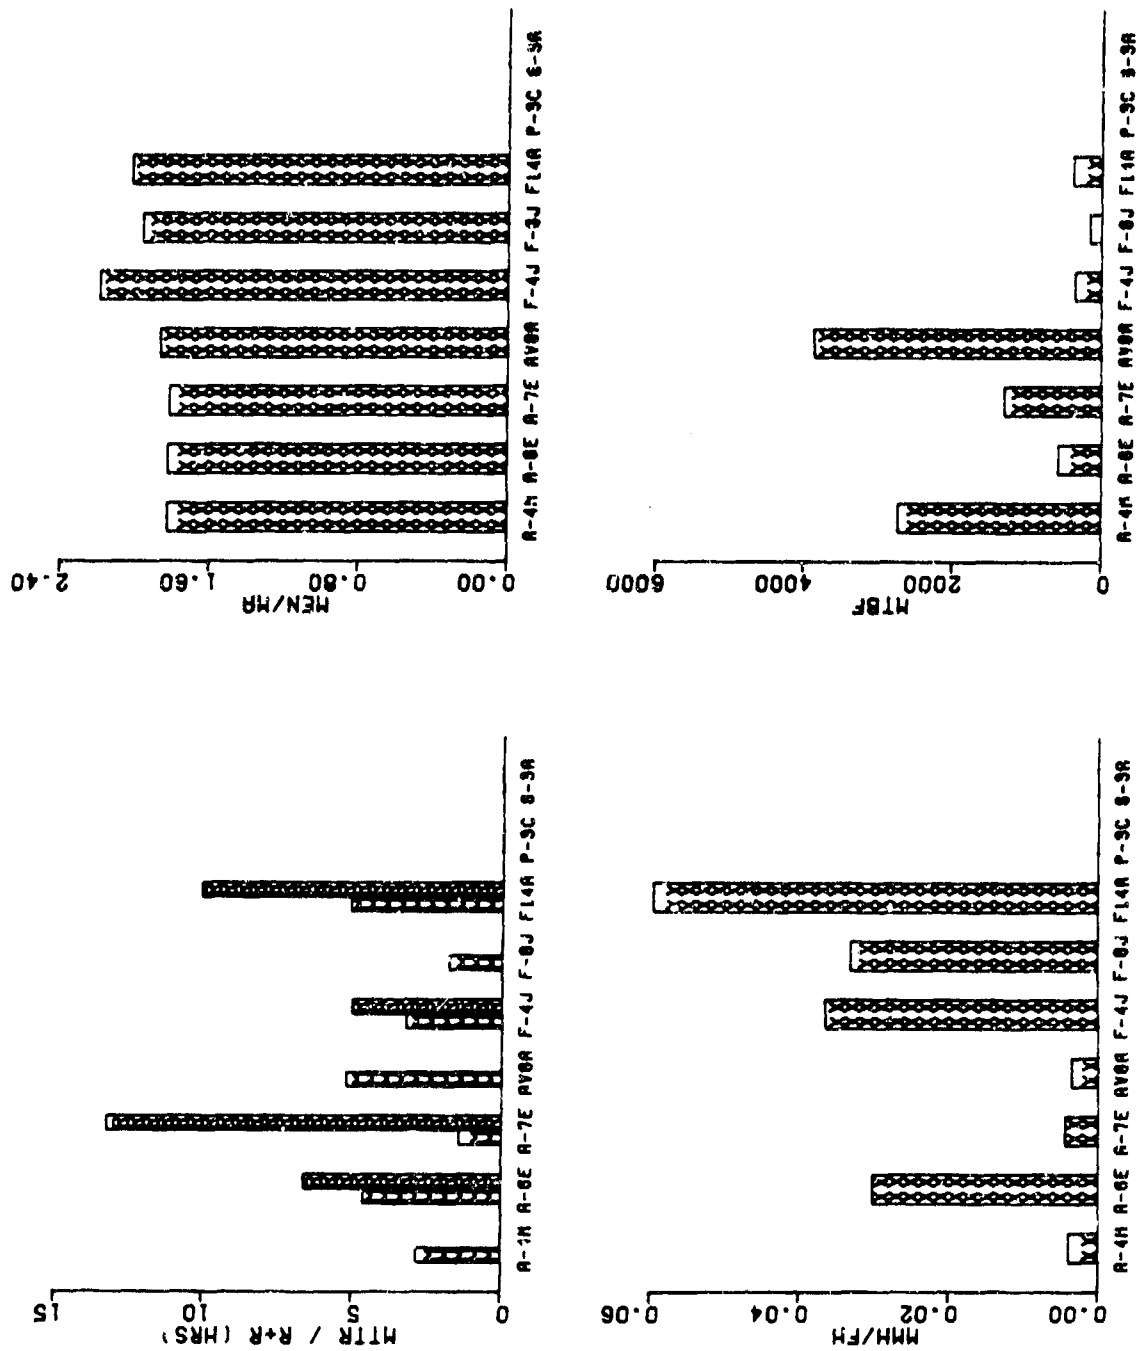 2.40
1.60
0.80
0.00
MEN/MA
A-4M A-6E A-7E AV8A F-4J F-8J F14A P-3C S-3A
6000
4000
2000
0
MTBF
A-4M A-6E A-7E AV8A F-4J F-8J F14A P-3C S-3A
15
10
5
0
MTTR / R+R (HRS)
A-4M A-6E A-7E AV8A F-4J F-8J F14A P-3C S-3A
0.06
0.04
0.02
0.00
MMH/FH
A-4M A-6E A-7E AV8A F-4J F-8J F14A P-3C S-3A